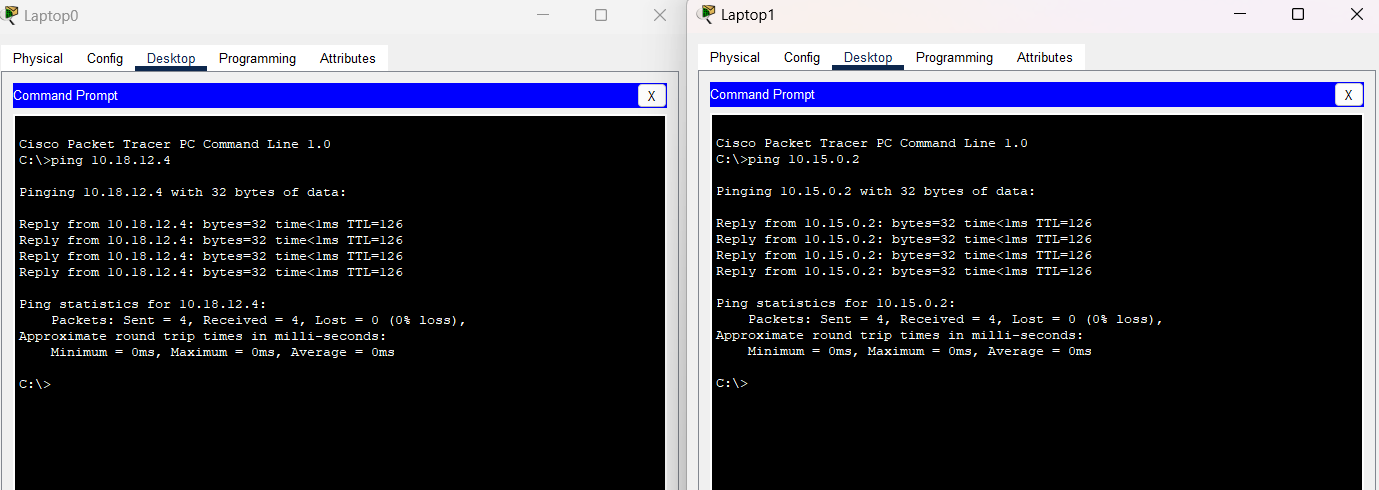 Laptop0
Physical Config Desktop Programming Attributes
Command Prompt X
Cisco Packet Tracer PC Command Line 1.0
C:\>ping 10.18.12.4
Pinging 10.18.12.4 with 32 bytes of data:
Reply from 10.18.12.4: bytes=32 time<1ms TTL=126
Reply from 10.18.12.4: bytes=32 time<1ms TTL=126
Reply from 10.18.12.4: bytes=32 time<1ms TTL=126
Reply from 10.18.12.4: bytes=32 time<1ms TTL=126
Ping statistics for 10.18.12.4:
Packets: Sent = 4, Received = 4, Lost = 0 (0% loss),
Approximate round trip times in milli-seconds:
Minimum = 0ms, Maximum = 0ms, Average = 0ms
C:\>
Laptop1
Physical Config Desktop Programming Attributes
Command Prompt X
Cisco Packet Tracer PC Command Line 1.0
C:\>ping 10.15.0.2
Pinging 10.15.0.2 with 32 bytes of data:
Reply from 10.15.0.2: bytes=32 time<1ms TTL=126
Reply from 10.15.0.2: bytes=32 time<1ms TTL=126
Reply from 10.15.0.2: bytes=32 time<1ms TTL=126
Reply from 10.15.0.2: bytes=32 time<1ms TTL=126
Ping statistics for 10.15.0.2:
Packets: Sent = 4, Received = 4, Lost = 0 (0% loss),
Approximate round trip times in milli-seconds:
Minimum = 0ms, Maximum = 0ms, Average = 0ms
C:\>